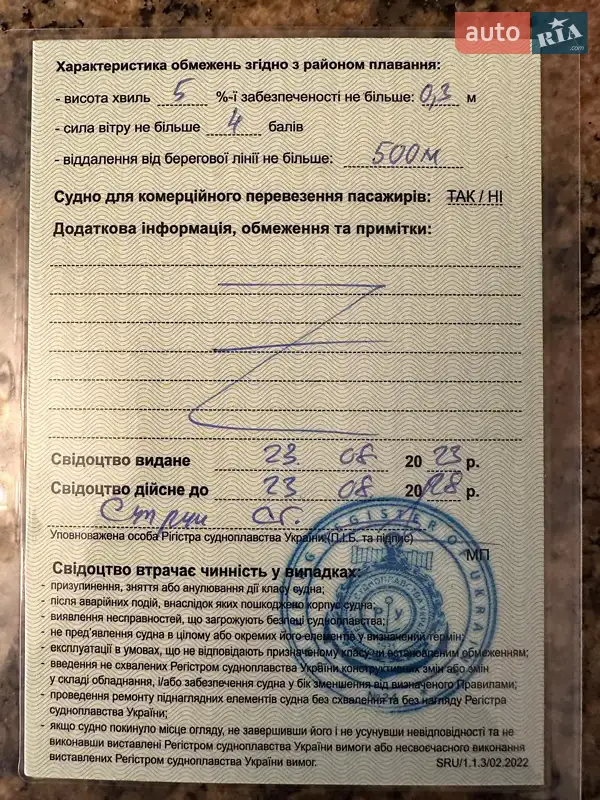 auto RIA .com
Характеристика обмежень згідно з районом плавання:
- висота хвиль 5 %-ї забезпеченості не більше: 0,3 м
- сила вітру не більше 4 балів
- віддалення від берегової лінії не більше: 500м
Судно для комерційного перевезення пасажирів: ТАК / НІ
Додаткова інформація, обмеження та примітки:
Свідоцтво видане 23 08 20 23 р.
Свідоцтво дійсне до 23 08 20 28 р.
Уповноважена особа Рігістра судноплавства України (П.І.Б. та підпис)
МП
Свідоцтво втрачає чинність у випадках:
- призупинення, зняття або анулювання дії класу судна;
- після аварійних подій, внаслідок яких пошкоджено корпус судна;
- виявлення несправностей, що загрожують безпеці судноплавства;
- не пред'явлення судна в цілому або окремих його елементів у визначений термін;
- експлуатації в умовах, що не відповідають призначеному класу чи встановленим обмеженням;
- введення не схвалених Регістром судноплавства України конструктивних змін або змін
у складі обладнання, і/або забезпечення судна у бік зменшення від визначеного Правилами;
- проведення ремонту піднаглядних елементів судна без схвалення та без нагляду Регістра
судноплавства України;
- якщо судно покинуло місце огляду, не завершивши його і не усунувши невідповідності та не
виконавши виставлені Регістром судноплавства України вимоги або несвоєчасного виконання
виставлених Регістром судноплавства України вимог.
SRU/1.1.3/02.2022